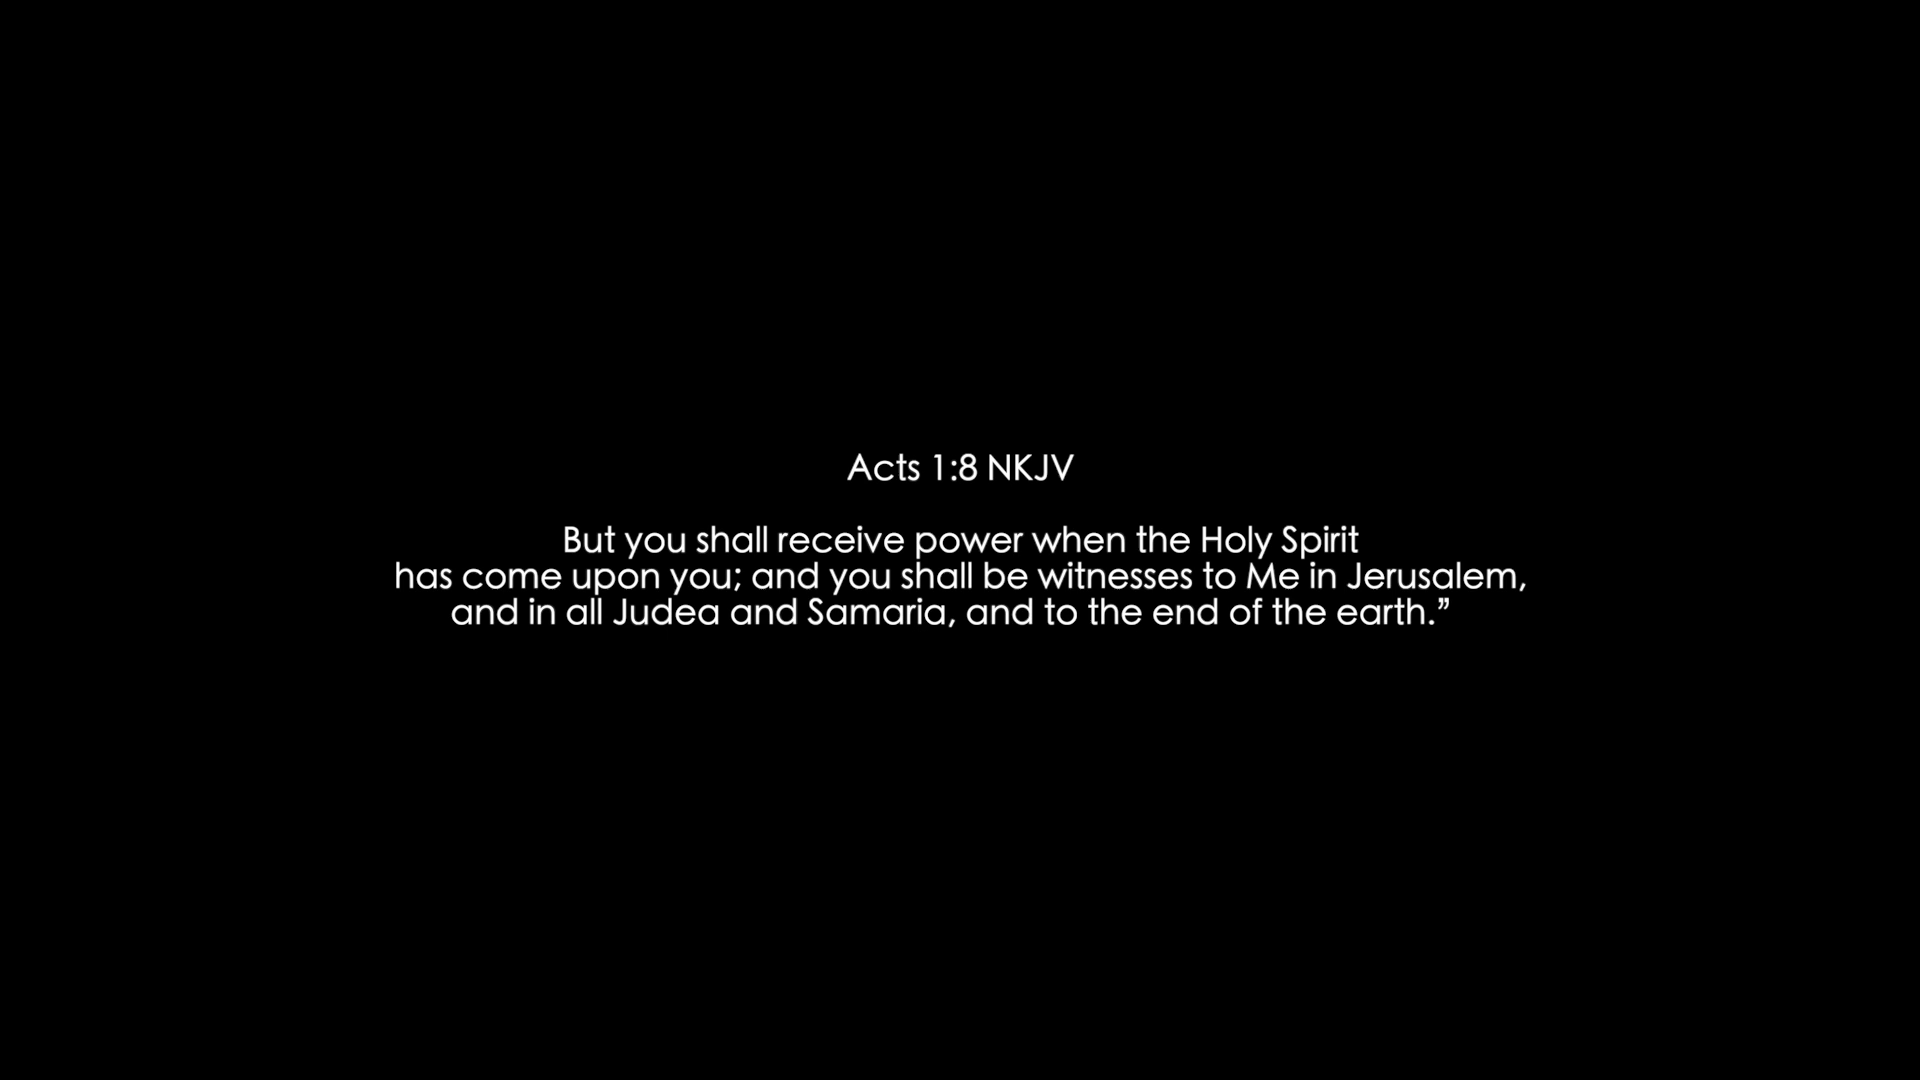 Acts 1:8 NKJV
But you shall receive power when the Holy Spirit
has come upon you; and you shall be witnesses to Me in Jerusalem,
and in all Judea and Samaria, and to the end of the earth.”